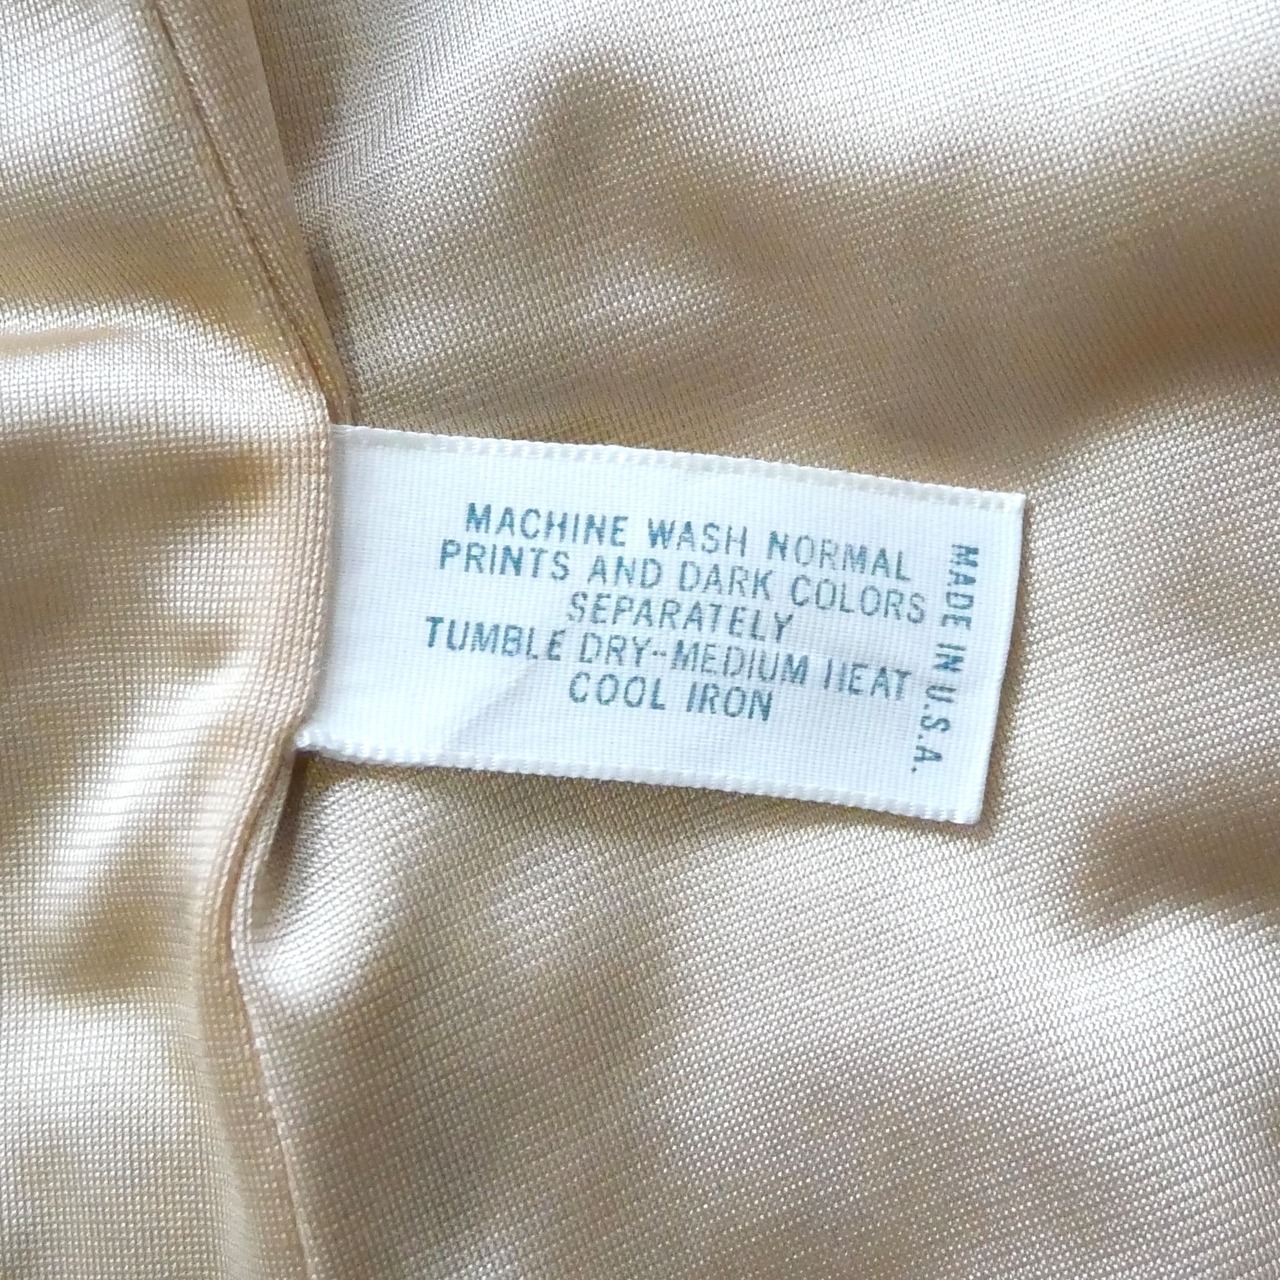 MACHINE WASH NORMAL
PRINTS AND DARK COLORS
SEPARATELY
TUMBLE DRY--MEDIUM HEAT
COOL IRON
MADE IN U.S.A.